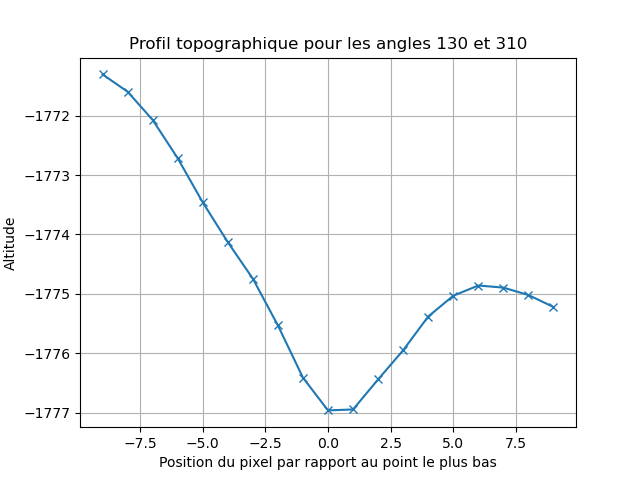 Profil topographique pour les angles 130 et 310
−1772
−1773
−1774
−1775
−1776
−1777
Altitude
−7.5 −5.0 −2.5 0.0 2.5 5.0 7.5
Position du pixel par rapport au point le plus bas